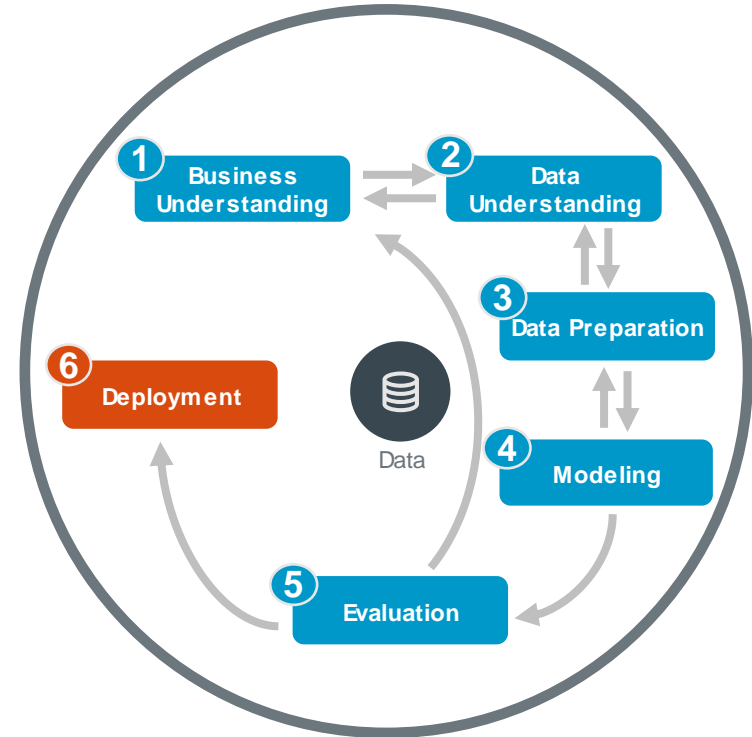 1
Business
Understanding
2
Data
Understanding
3
Data Preparation
4
Modeling
5
Evaluation
6
Deployment
Data